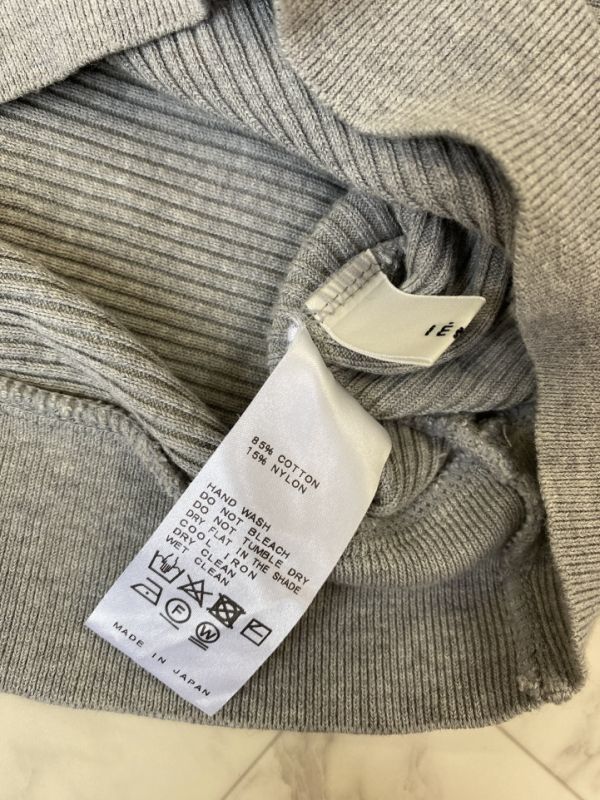 IÉ
85% COTTON
15% NYLON
HAND WASH
DO NOT BLEACH
DO NOT TUMBLE DRY
DRY FLAT IN THE SHADE
COOL IRON
DRY CLEAN
WET CLEAN
F
W
MADE IN JAPAN